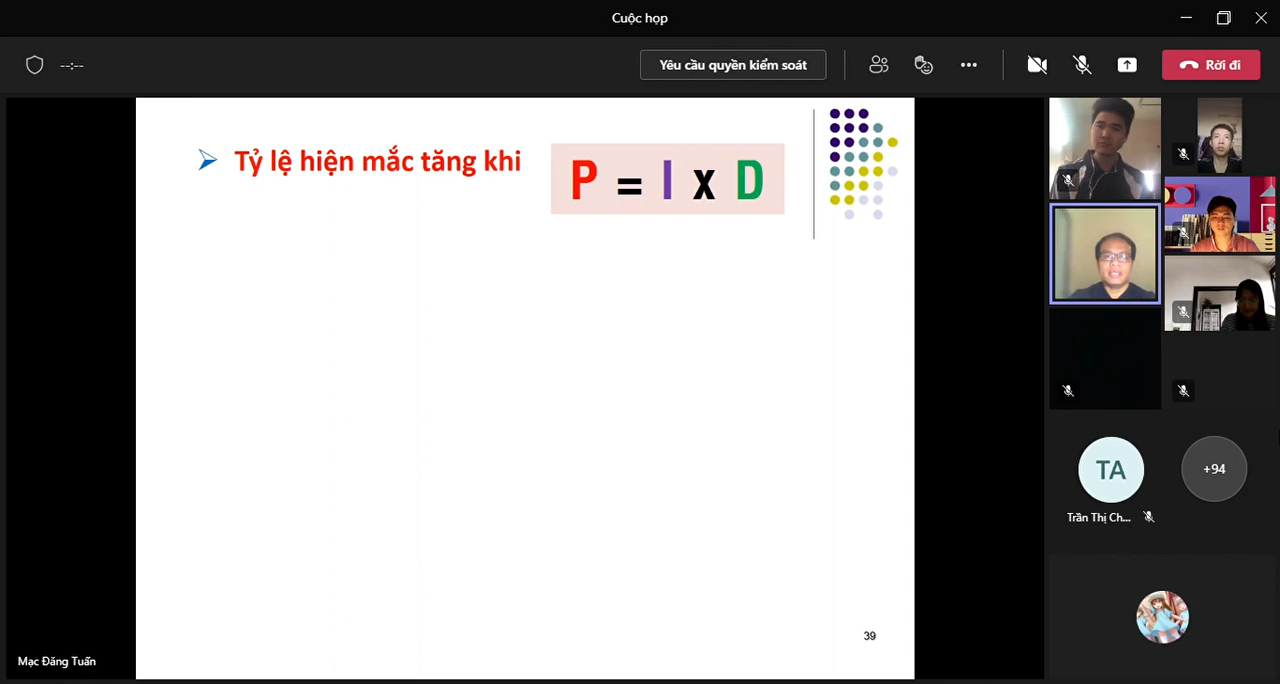 Cuộc họp
--:--
Yêu cầu quyền kiểm soát
Rời đi
Tỷ lệ hiện mắc tăng khi
P = I x D
39
Mạc Đăng Tuấn
TA
+94
Trần Thị Ch...